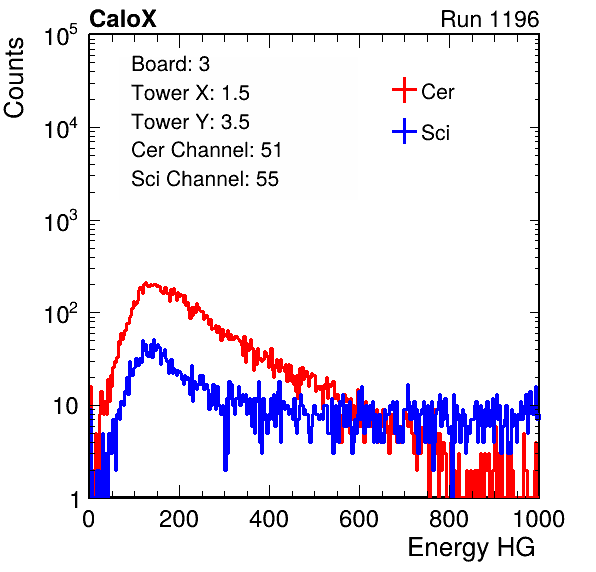 CaloX Run 1196
Counts
10^5
10^4
10^3
10^2
10
1
Board: 3
Tower X: 1.5
Tower Y: 3.5
Cer Channel: 51
Sci Channel: 55
Cer
Sci
0 200 400 600 800 1000
Energy HG